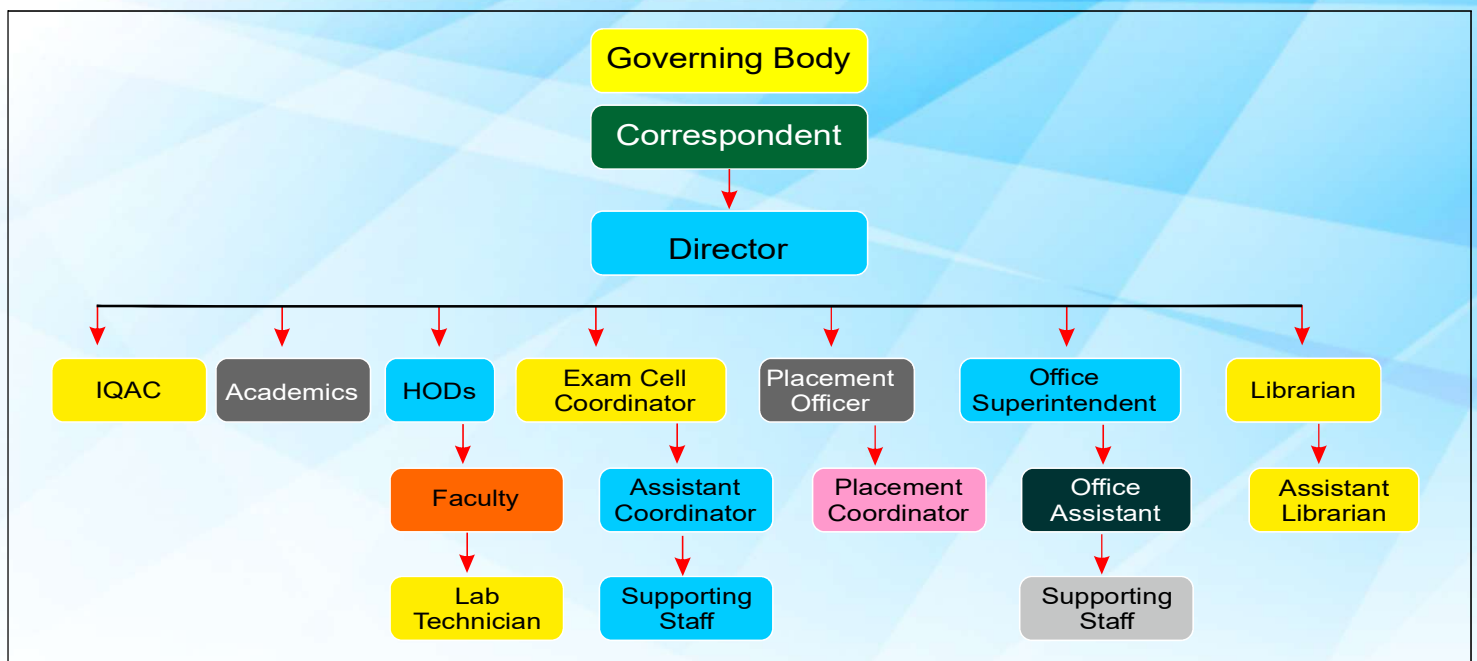 Governing Body
Correspondent
Director
IQAC
Academics
HODs
Exam Cell
Coordinator
Placement
Officer
Office
Superintendent
Librarian
Faculty
Assistant
Coordinator
Placement
Coordinator
Office
Assistant
Assistant
Librarian
Lab
Technician
Supporting
Staff
Supporting
Staff